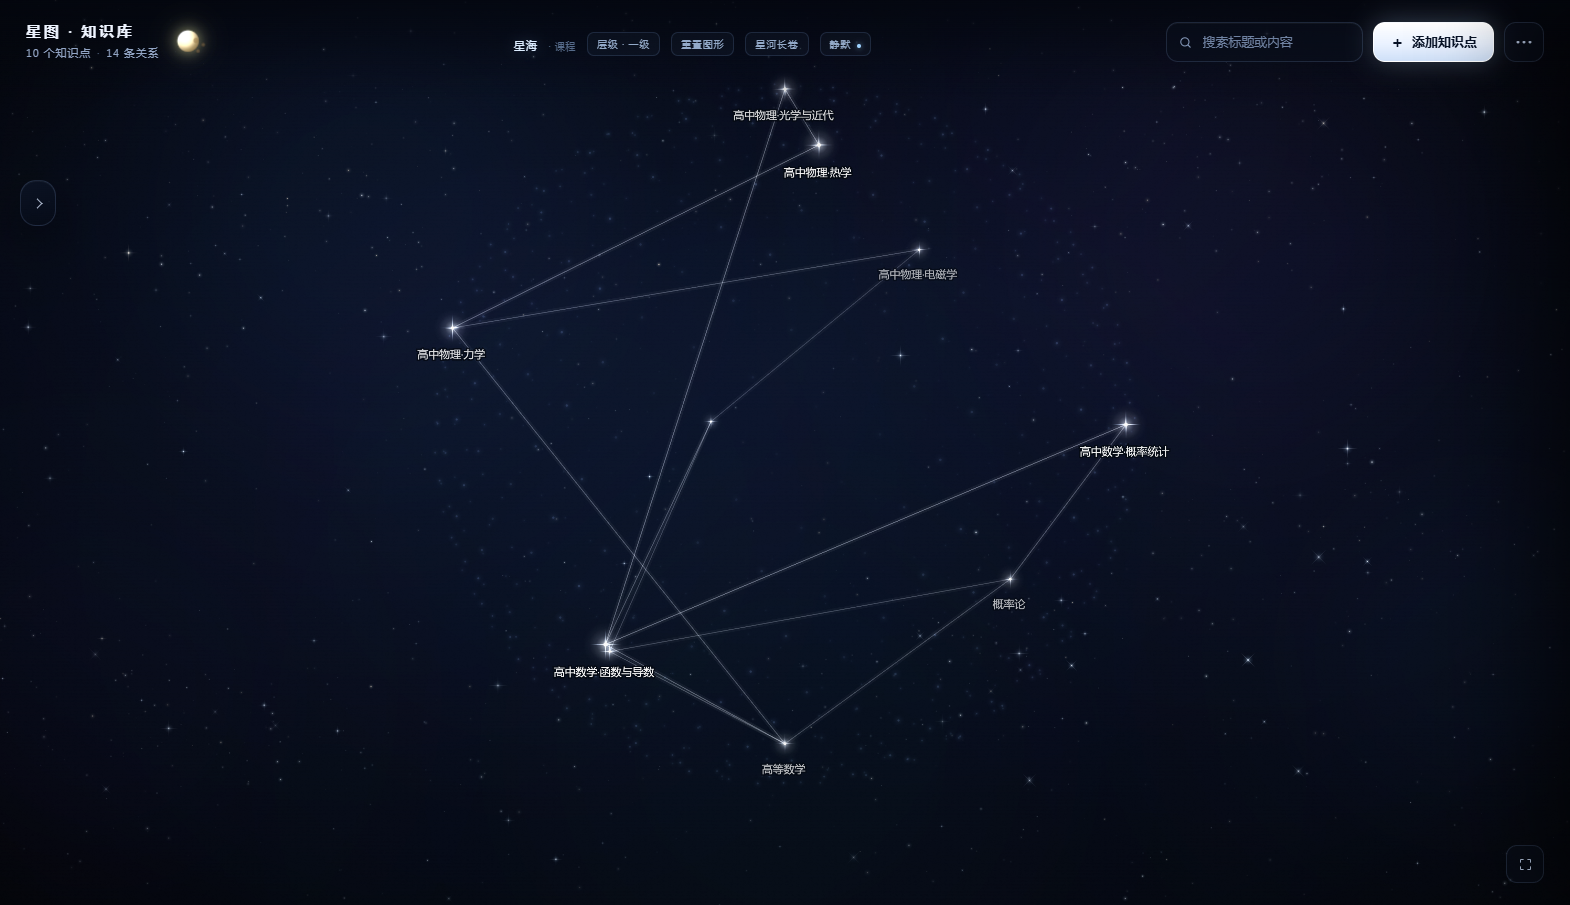 星图 · 知识库
10 个知识点 · 14 条关系
星海 · 课程
层级 · 一级
重置图形
星河长卷
静默
搜索标题或内容
+ 添加知识点
高中物理·光学与近代
高中物理·热学
高中物理·电磁学
高中物理·力学
高中数学·概率统计
概率论
高中数学·函数与导数
高等数学